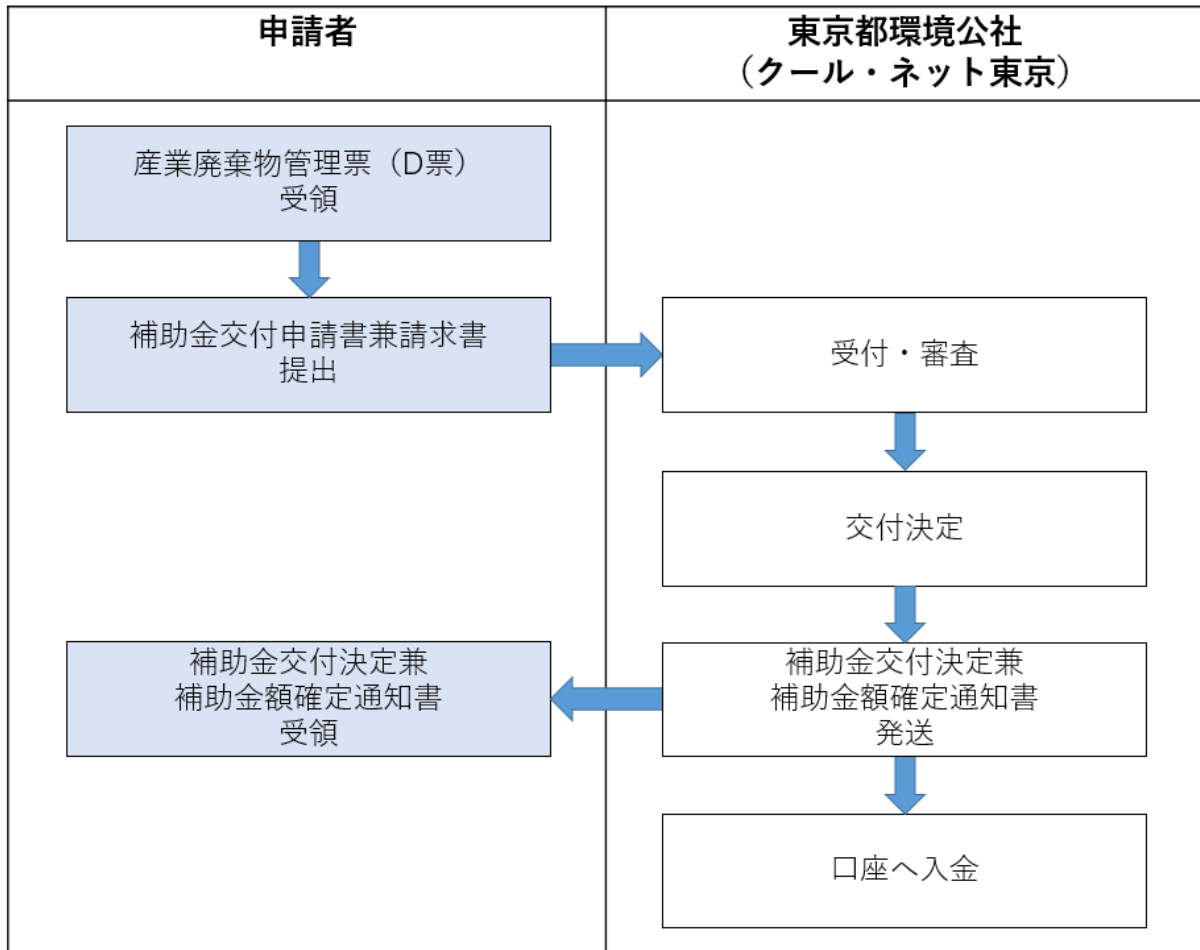 申請者
東京都環境公社
（クール・ネット東京）
産業廃棄物管理票（D票）
受領
補助金交付申請書兼請求書
提出
受付・審査
交付決定
補助金交付決定兼
補助金額確定通知書
受領
補助金交付決定兼
補助金額確定通知書
発送
口座へ入金